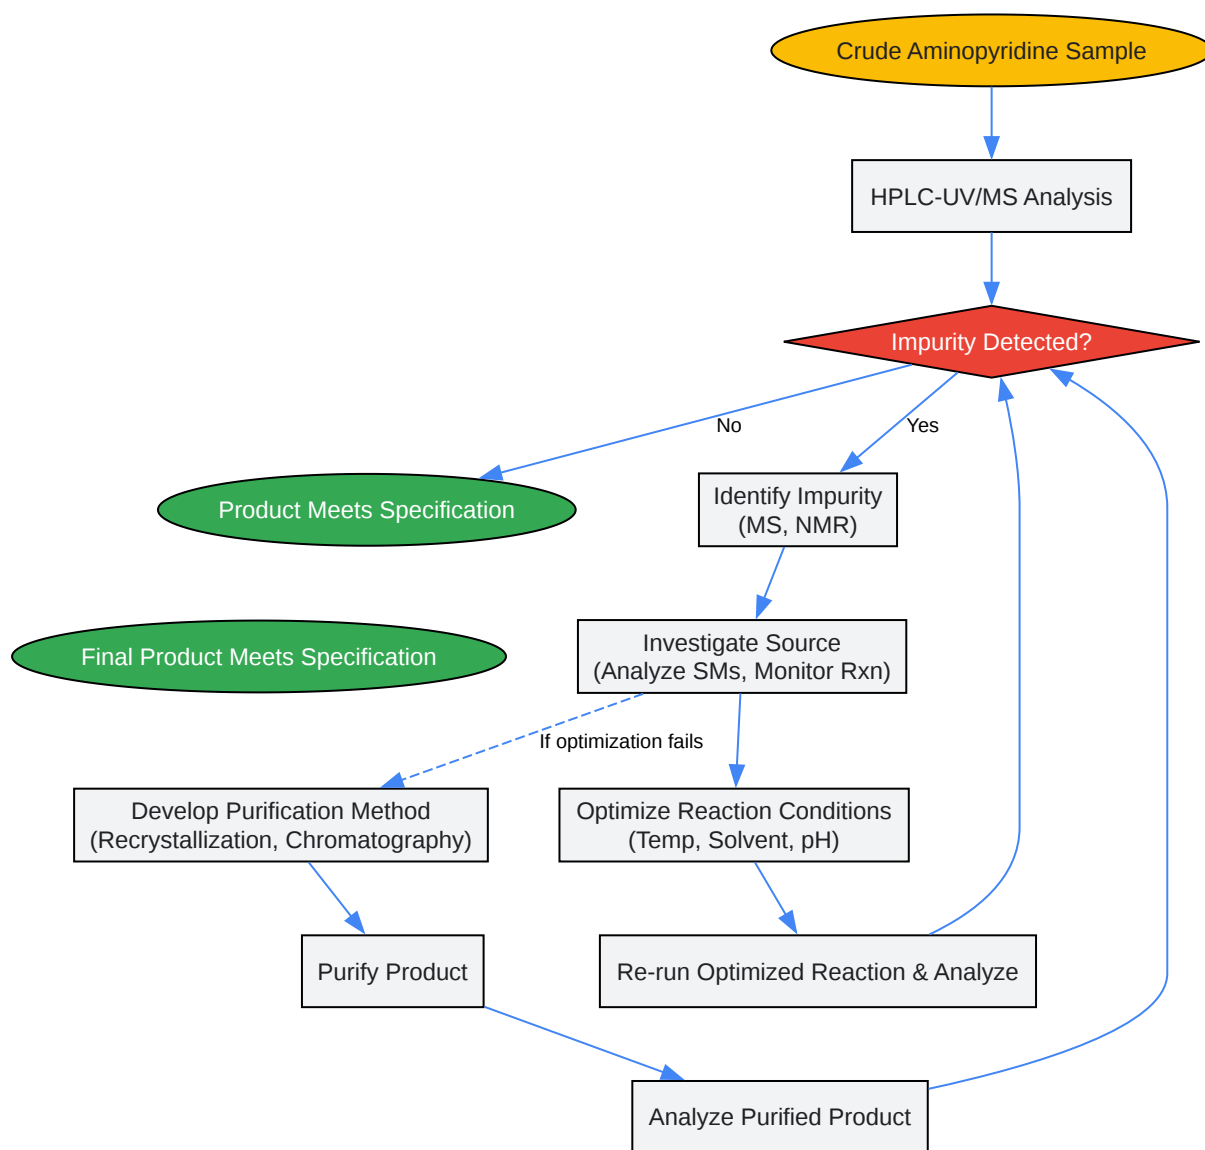 Crude Aminopyridine Sample
HPLC-UV/MS Analysis
Impurity Detected?
No
Yes
Product Meets Specification
Identify Impurity
(MS, NMR)
Final Product Meets Specification
Investigate Source
(Analyze SMs, Monitor Rxn)
If optimization fails
Develop Purification Method
(Recrystallization, Chromatography)
Optimize Reaction Conditions
(Temp, Solvent, pH)
Purify Product
Re-run Optimized Reaction & Analyze
Analyze Purified Product